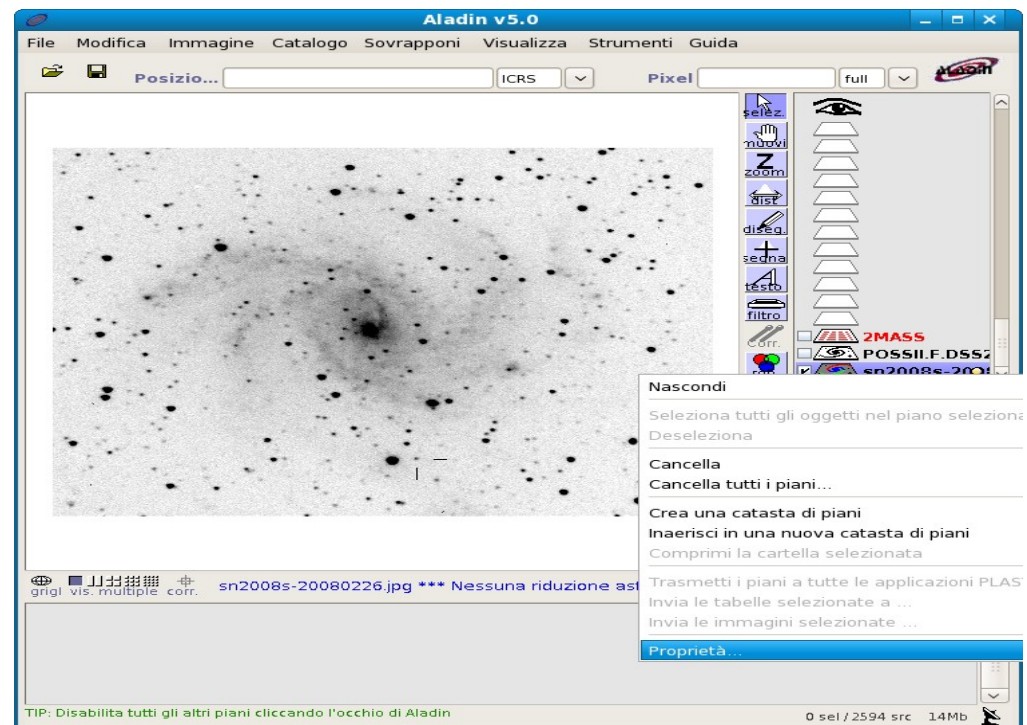 Aladin v5.0
File Modifica Immagine Catalogo Sovrapponi Visualizza Strumenti Guida
Posizio... ICRS Pixel full Aladin
selez.
muovi
zoom
dist
diseg.
segna
testo
filtro
Corr.
rgb
2MASS
POSSII.F.DSS2
sn2008s-2008
Nascondi
Seleziona tutti gli oggetti nel piano seleziona
Deseleziona
Cancella
Cancella tutti i piani...
Crea una catasta di piani
Inaerisci in una nuova catasta di piani
Comprimi la cartella selezionata
Trasmetti i piani a tutte le applicazioni PLAS
Invia le tabelle selezionate a ...
Invia le immagini selezionate ...
Proprietà...
grigl vis. multiple corr. sn2008s-20080226.jpg *** Nessuna riduzione ast
TIP: Disabilita tutti gli altri piani cliccando l'occhio di Aladin
0 sel / 2594 src 14Mb